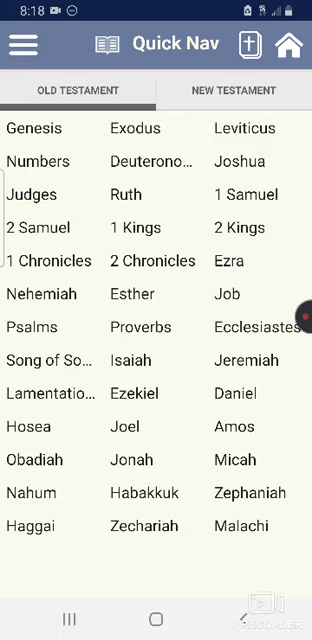 8:18
Quick Nav
OLD TESTAMENT NEW TESTAMENT
Genesis Exodus Leviticus
Numbers Deuterono... Joshua
Judges Ruth 1 Samuel
2 Samuel 1 Kings 2 Kings
1 Chronicles 2 Chronicles Ezra
Nehemiah Esther Job
Psalms Proverbs Ecclesiastes
Song of So... Isaiah Jeremiah
Lamentatio... Ezekiel Daniel
Hosea Joel Amos
Obadiah Jonah Micah
Nahum Habakkuk Zephaniah
Haggai Zechariah Malachi